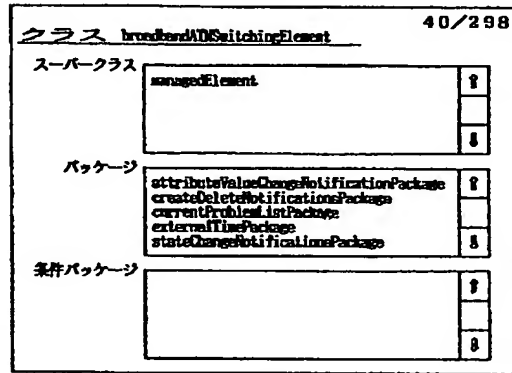 40/298
クラス broadbandATMSwitchingElement
スーパークラス
managedElement
パッケージ
attributeValueChangeNotificationPackage
createDeleteNotificationsPackage
currentProblemListPackage
externalTimePackage
stateChangeNotificationsPackage
条件パッケージ